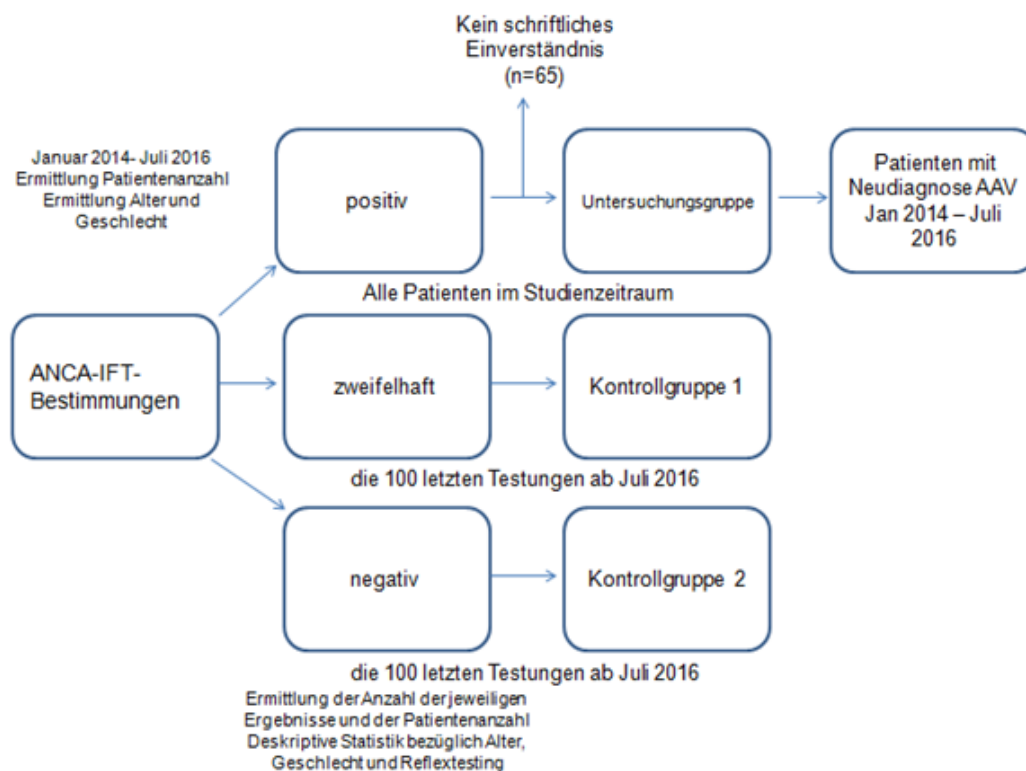 Kein schriftliches
Einverständnis
(n=65)
Januar 2014- Juli 2016
Ermittlung Patientenanzahl
Ermittlung Alter und
Geschlecht
positiv
Untersuchungsgruppe
Patienten mit
Neudiagnose AAV
Jan 2014 – Juli
2016
Alle Patienten im Studienzeitraum
ANCA-IFT-
Bestimmungen
zweifelhaft
Kontrollgruppe 1
die 100 letzten Testungen ab Juli 2016
negativ
Kontrollgruppe 2
die 100 letzten Testungen ab Juli 2016
Ermittlung der Anzahl der jeweiligen
Ergebnisse und der Patientenanzahl
Deskriptive Statistik bezüglich Alter,
Geschlecht und Reflextesting